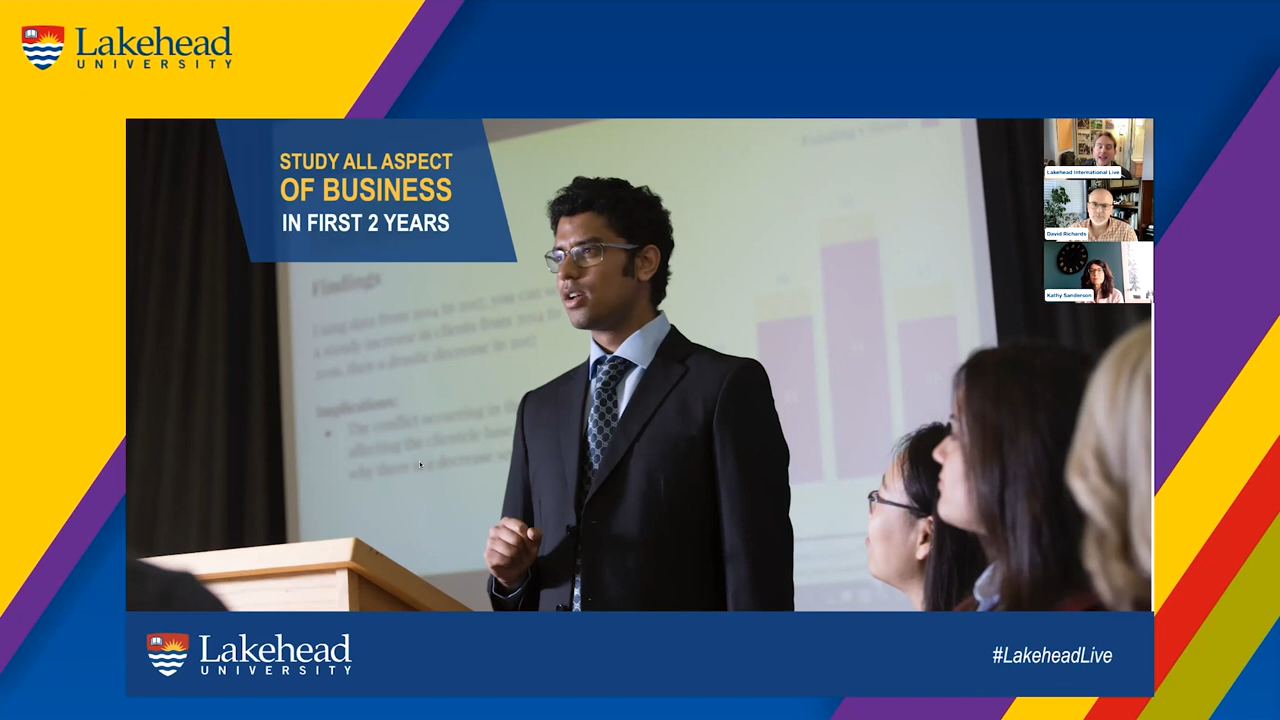 Lakehead
UNIVERSITY
STUDY ALL ASPECT
OF BUSINESS
IN FIRST 2 YEARS
Lakehead International Live
David Richards
Kathy Sanderson
Findings
Implications:
Lakehead
UNIVERSITY
#LakeheadLive